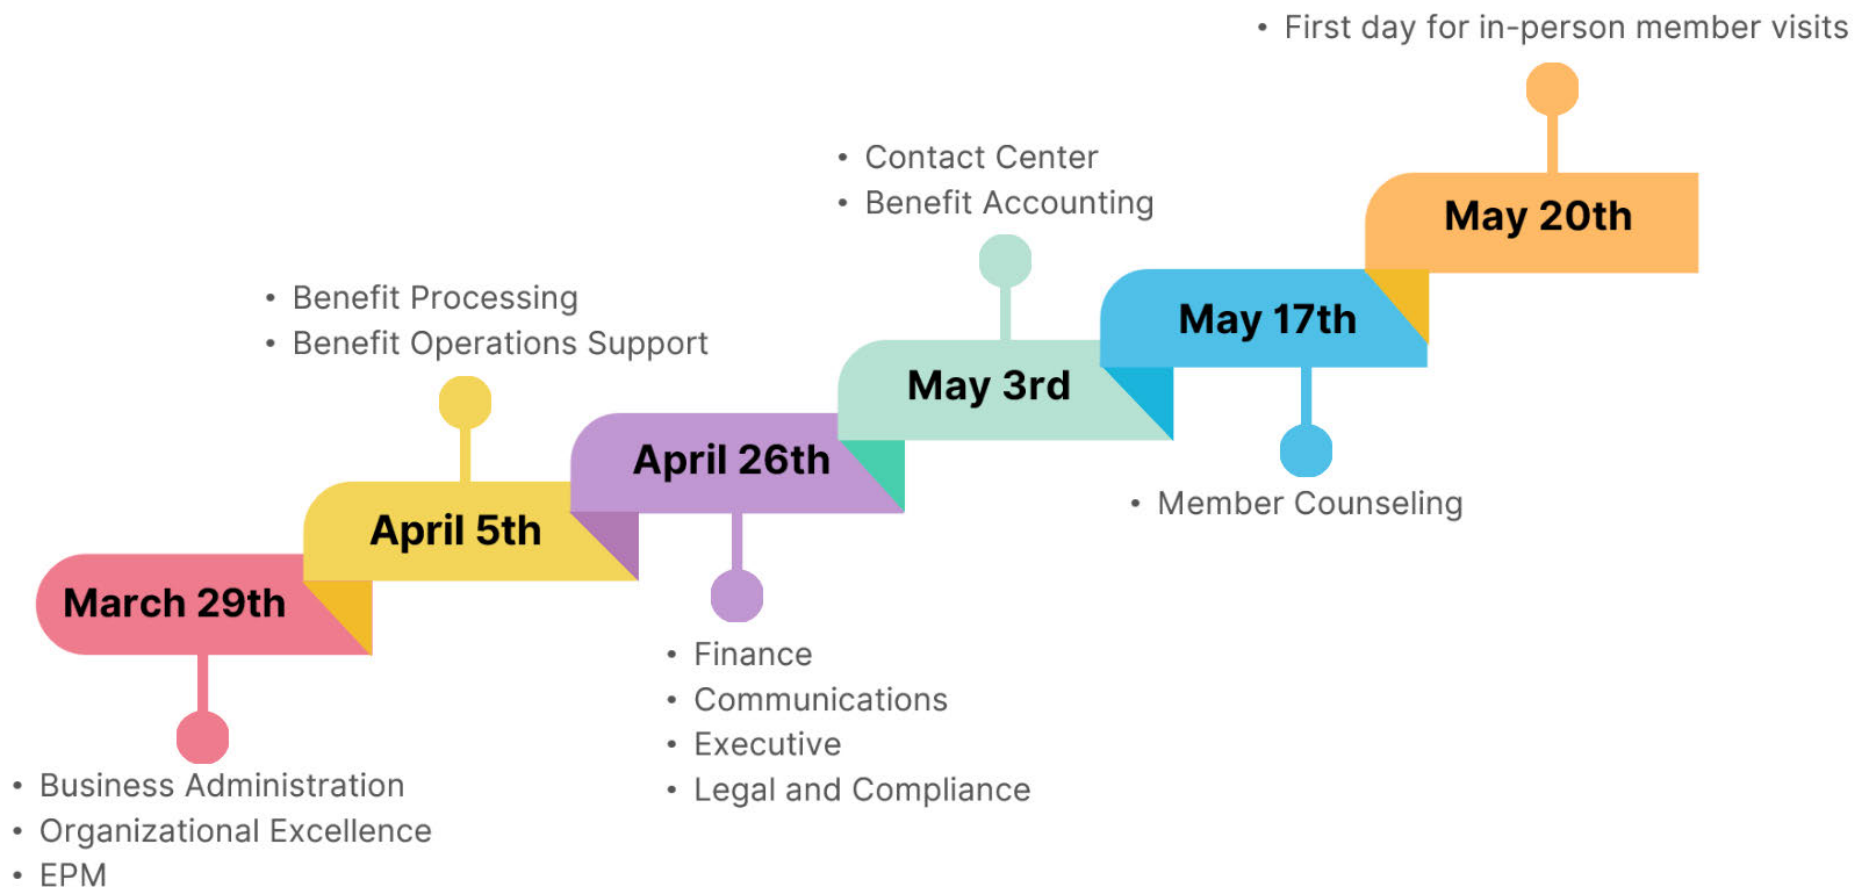 March 29th
• Business Administration
• Organizational Excellence
• EPM
April 5th
• Benefit Processing
• Benefit Operations Support
April 26th
• Finance
• Communications
• Executive
• Legal and Compliance
May 3rd
• Contact Center
• Benefit Accounting
May 17th
• Member Counseling
May 20th
• First day for in-person member visits